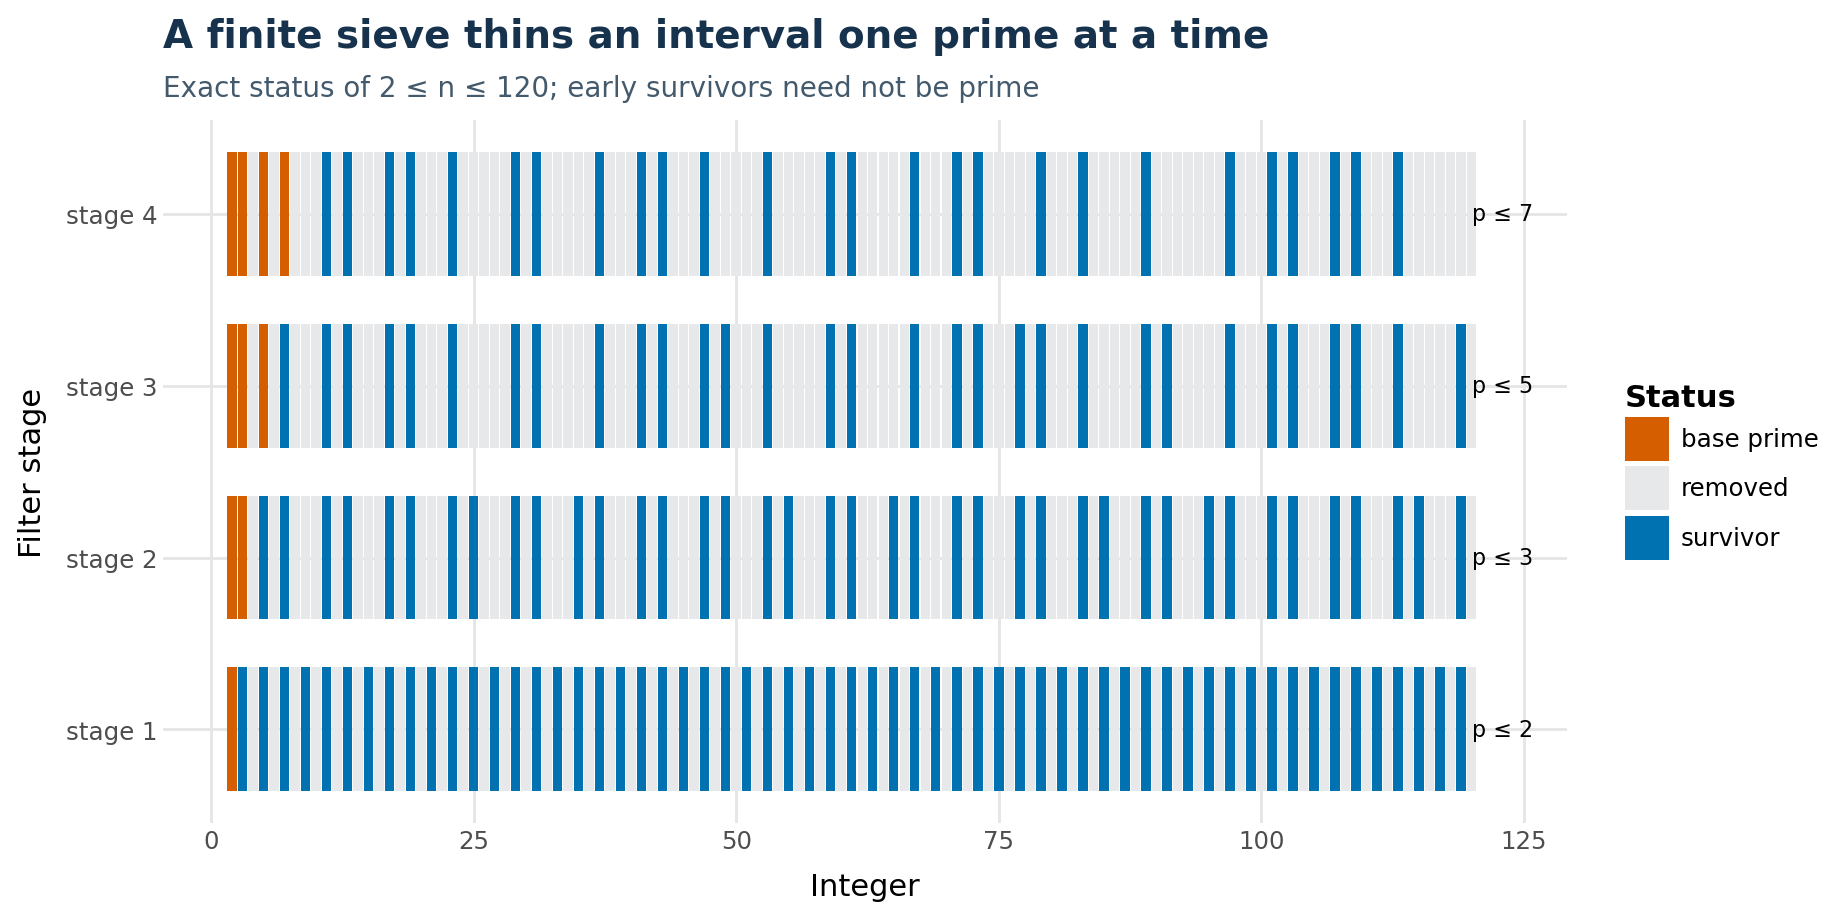 A finite sieve thins an interval one prime at a time
Exact status of 2 ≤ n ≤ 120; early survivors need not be prime
Filter stage
stage 4
p ≤ 7
stage 3
p ≤ 5
stage 2
p ≤ 3
stage 1
p ≤ 2
0 25 50 75 100 125
Integer
Status
base prime
removed
survivor